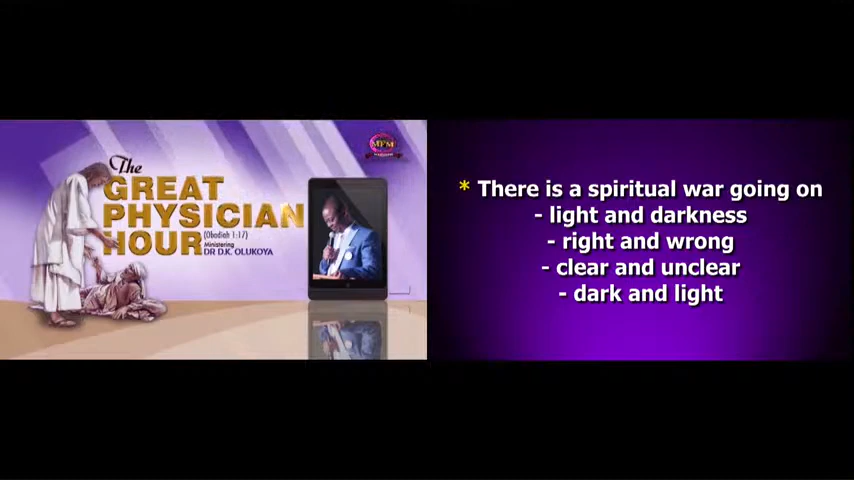 The
GREAT
PHYSICIAN
HOUR
(Obadiah 1:17)
Ministering
DR D.K. OLUKOYA
MFM
* There is a spiritual war going on
- light and darkness
- right and wrong
- clear and unclear
- dark and light